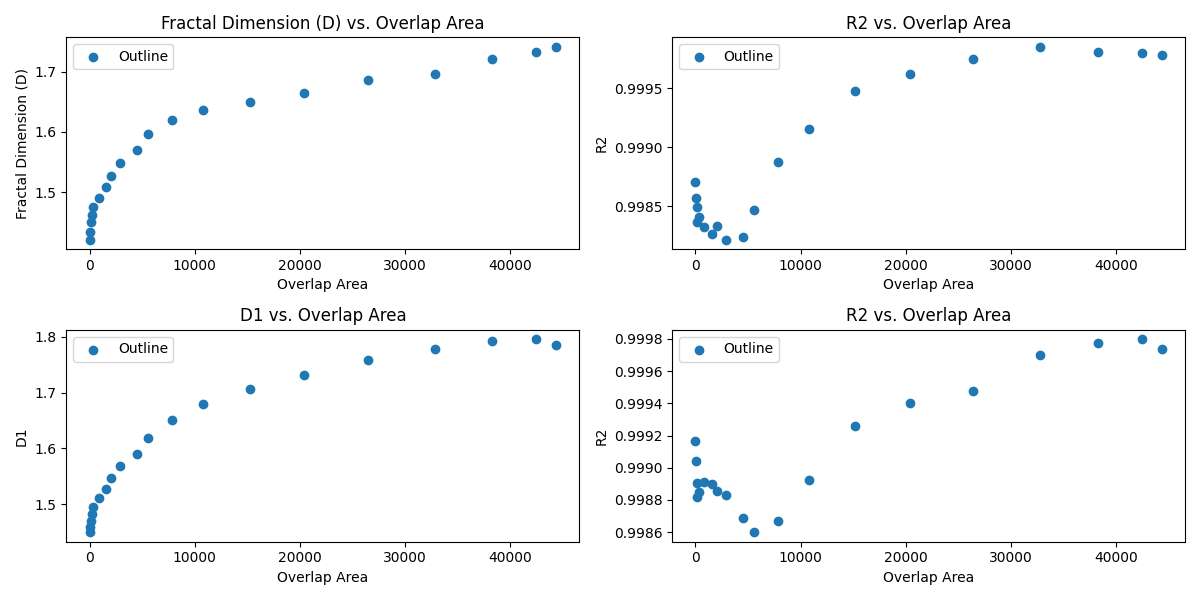 Fractal Dimension (D) vs. Overlap Area
Outline
Fractal Dimension (D)
1.7
1.6
1.5
0 10000 20000 30000 40000
Overlap Area
R2 vs. Overlap Area
Outline
R2
0.9995
0.9990
0.9985
0 10000 20000 30000 40000
Overlap Area
D1 vs. Overlap Area
Outline
D1
1.8
1.7
1.6
1.5
0 10000 20000 30000 40000
Overlap Area
R2 vs. Overlap Area
Outline
R2
0.9998
0.9996
0.9994
0.9992
0.9990
0.9988
0.9986
0 10000 20000 30000 40000
Overlap Area